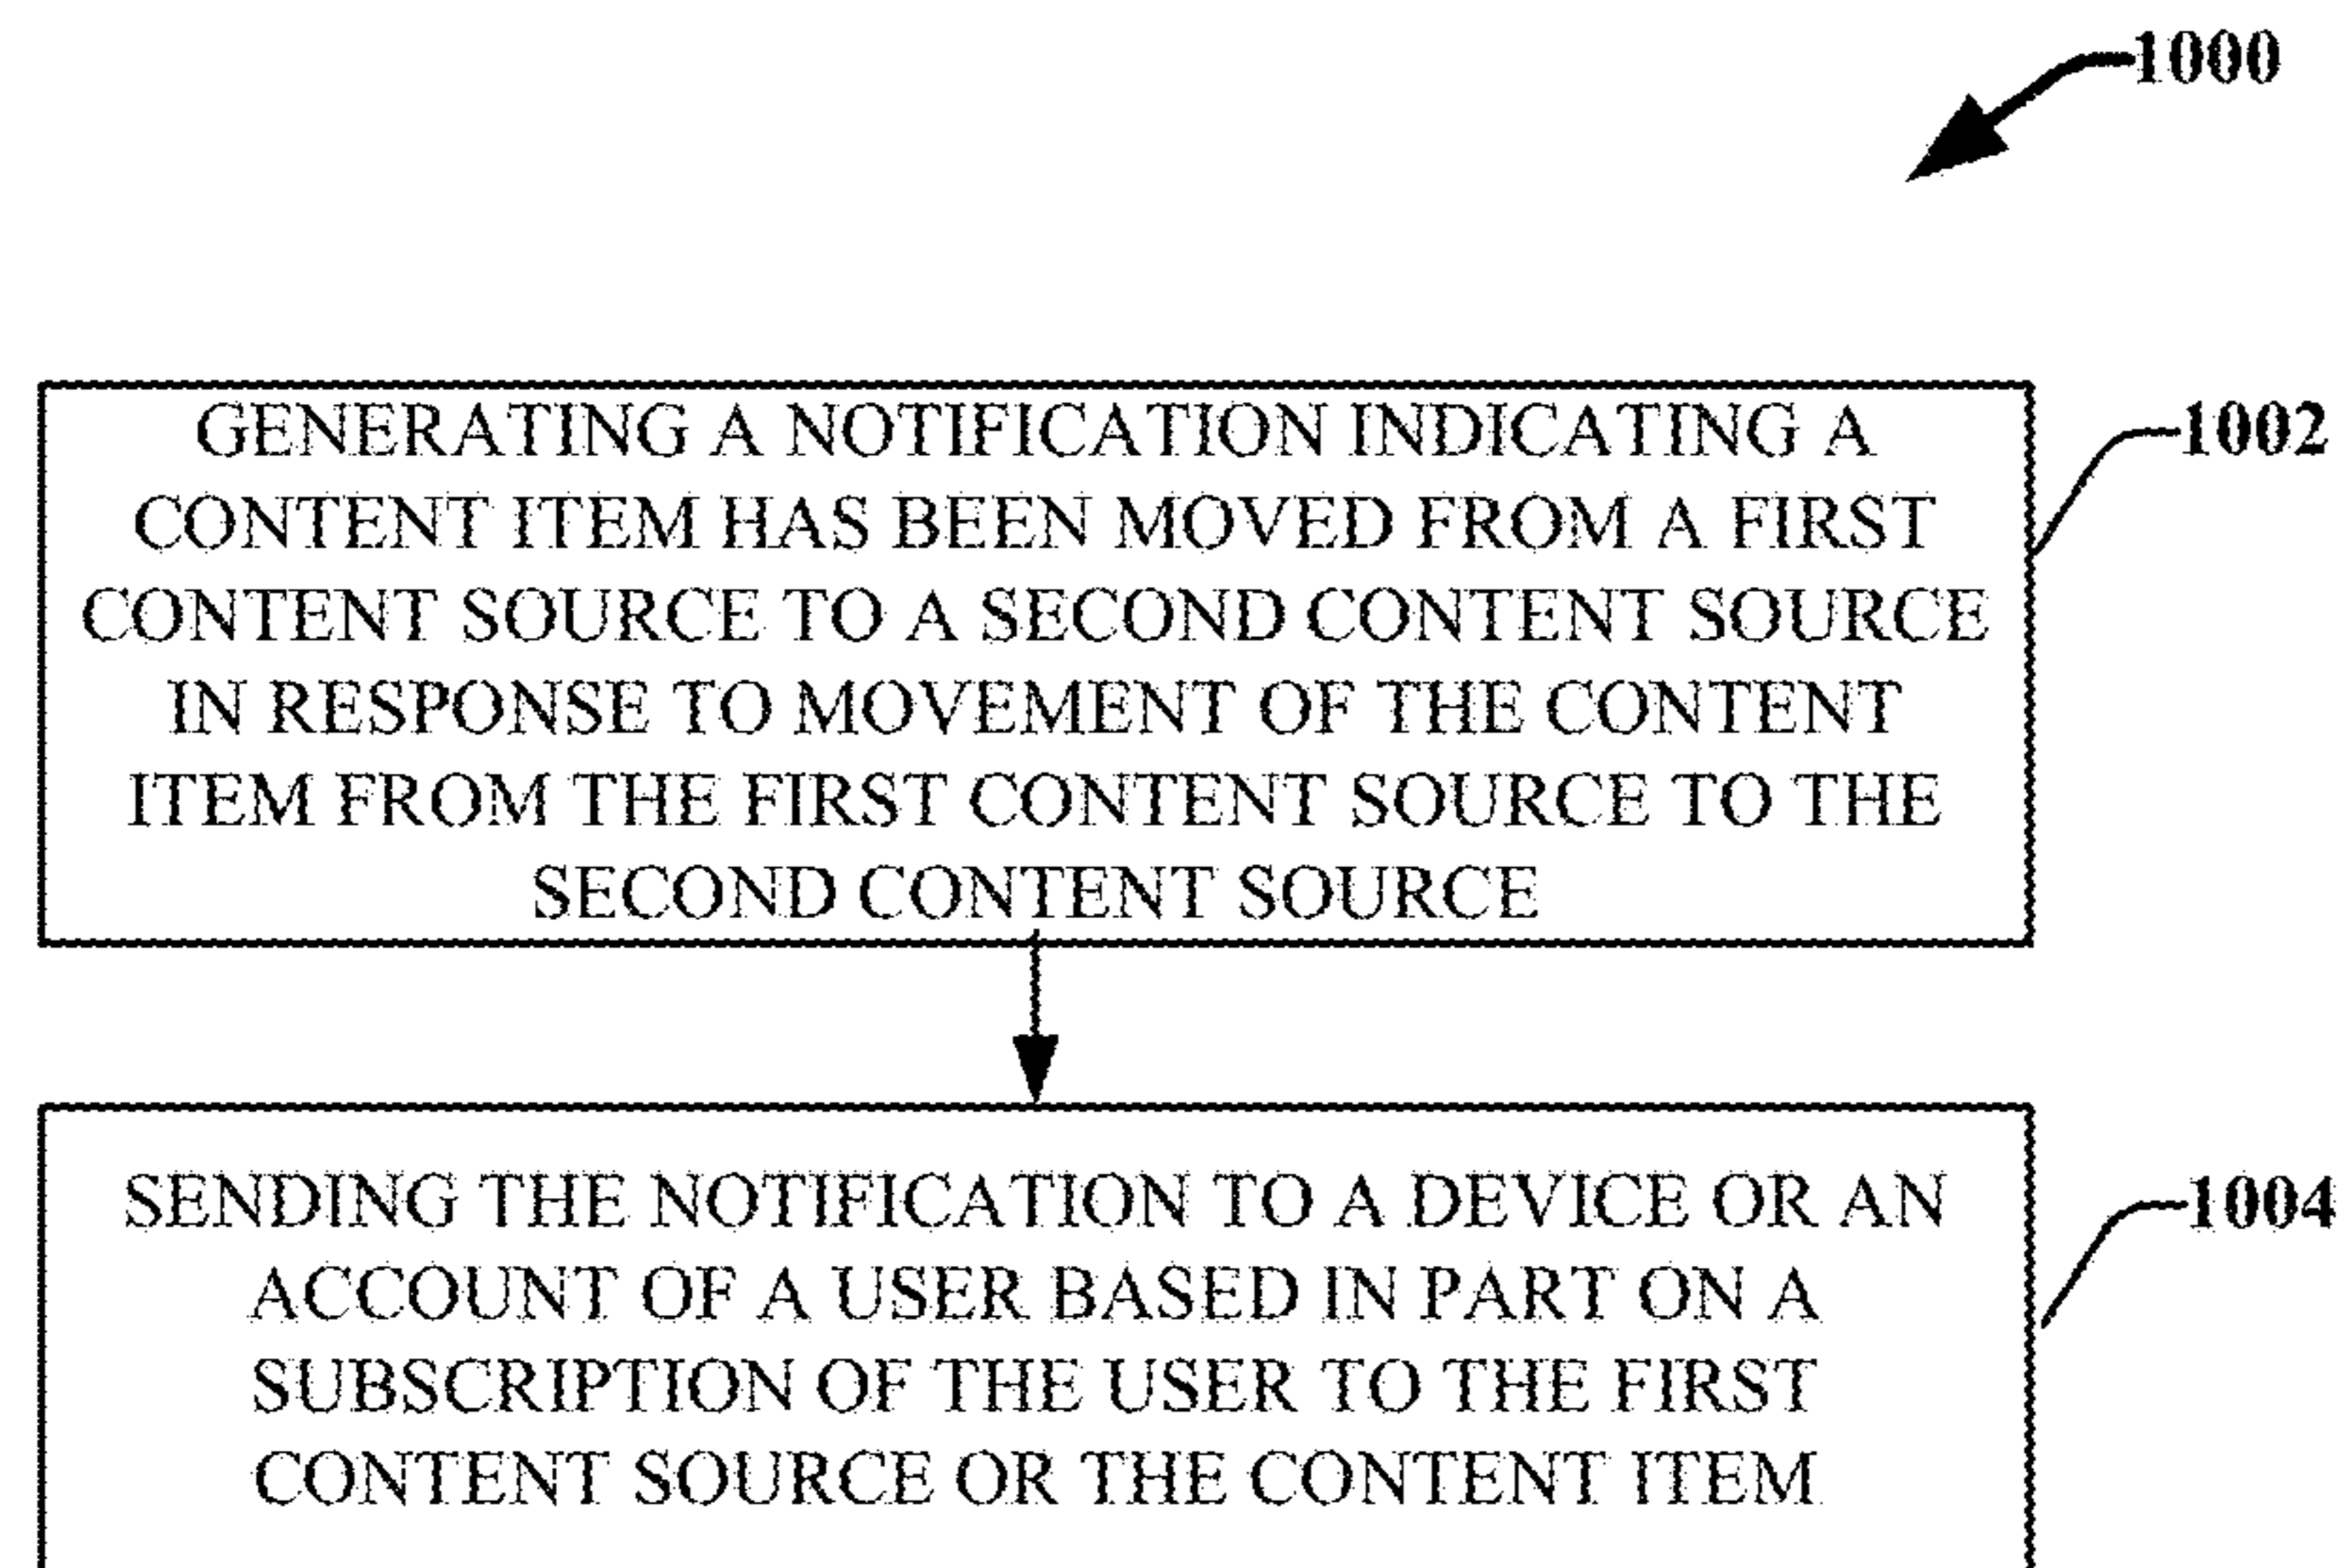 1000
GENERATING A NOTIFICATION INDICATING A
CONTENT ITEM HAS BEEN MOVED FROM A FIRST
CONTENT SOURCE TO A SECOND CONTENT SOURCE
IN RESPONSE TO MOVEMENT OF THE CONTENT
ITEM FROM THE FIRST CONTENT SOURCE TO THE
SECOND CONTENT SOURCE
1002
SENDING THE NOTIFICATION TO A DEVICE OR AN
ACCOUNT OF A USER BASED IN PART ON A
SUBSCRIPTION OF THE USER TO THE FIRST
CONTENT SOURCE OR THE CONTENT ITEM
1004